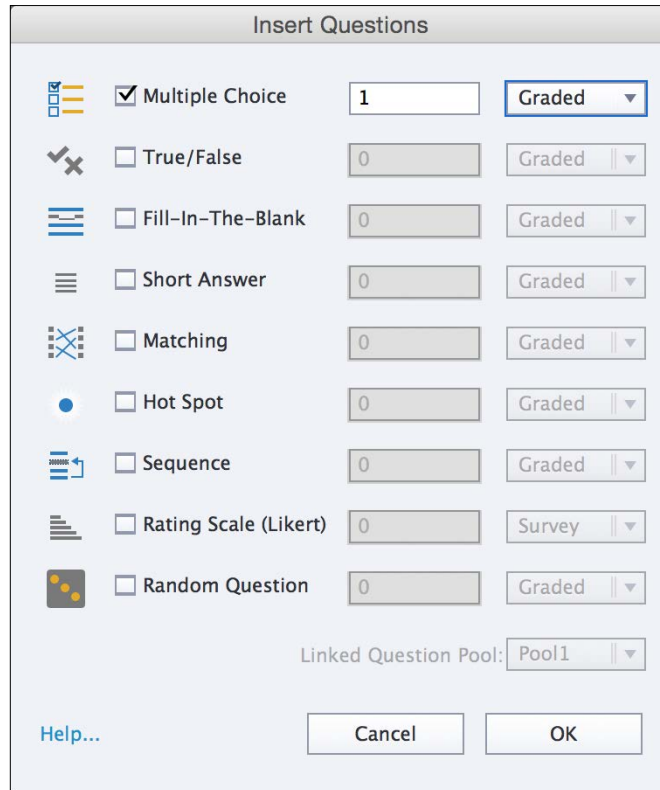 Insert Questions
Multiple Choice 1 Graded
True/False 0 Graded
Fill-In-The-Blank 0 Graded
Short Answer 0 Graded
Matching 0 Graded
Hot Spot 0 Graded
Sequence 0 Graded
Rating Scale (Likert) 0 Survey
Random Question 0 Graded
Linked Question Pool: Pool1
Help... Cancel OK